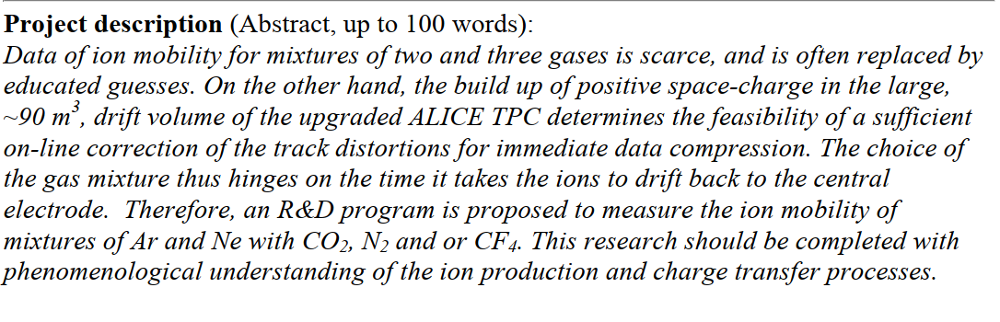 Project description (Abstract, up to 100 words):
Data of ion mobility for mixtures of two and three gases is scarce, and is often replaced by
educated guesses. On the other hand, the build up of positive space-charge in the large,
~90 m³, drift volume of the upgraded ALICE TPC determines the feasibility of a sufficient
on-line correction of the track distortions for immediate data compression. The choice of
the gas mixture thus hinges on the time it takes the ions to drift back to the central
electrode.  Therefore, an R&D program is proposed to measure the ion mobility of
mixtures of Ar and Ne with CO₂, N₂ and or CF₄. This research should be completed with
phenomenological understanding of the ion production and charge transfer processes.